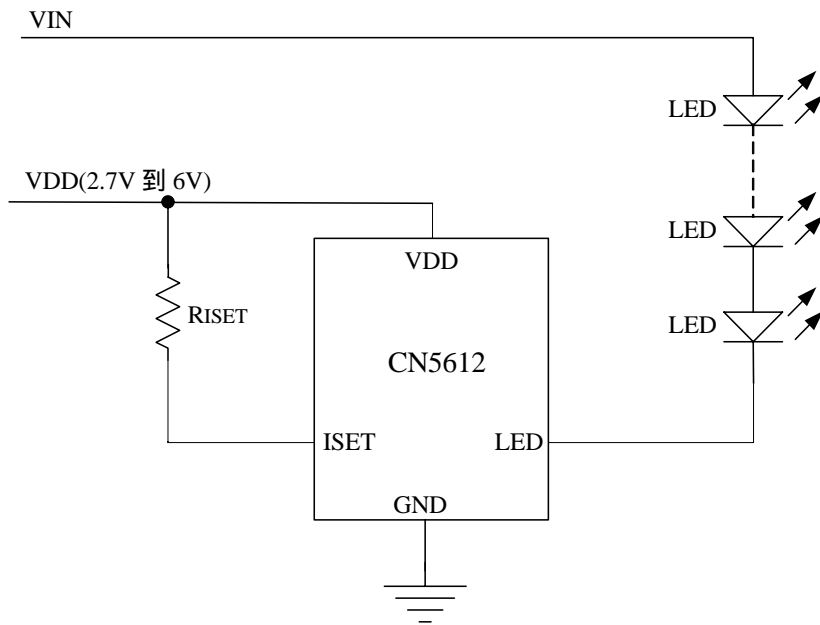 VIN
LED
VDD(2.7V 到 6V)
LED
VDD
RISET
LED
CN5612
ISET
LED
GND